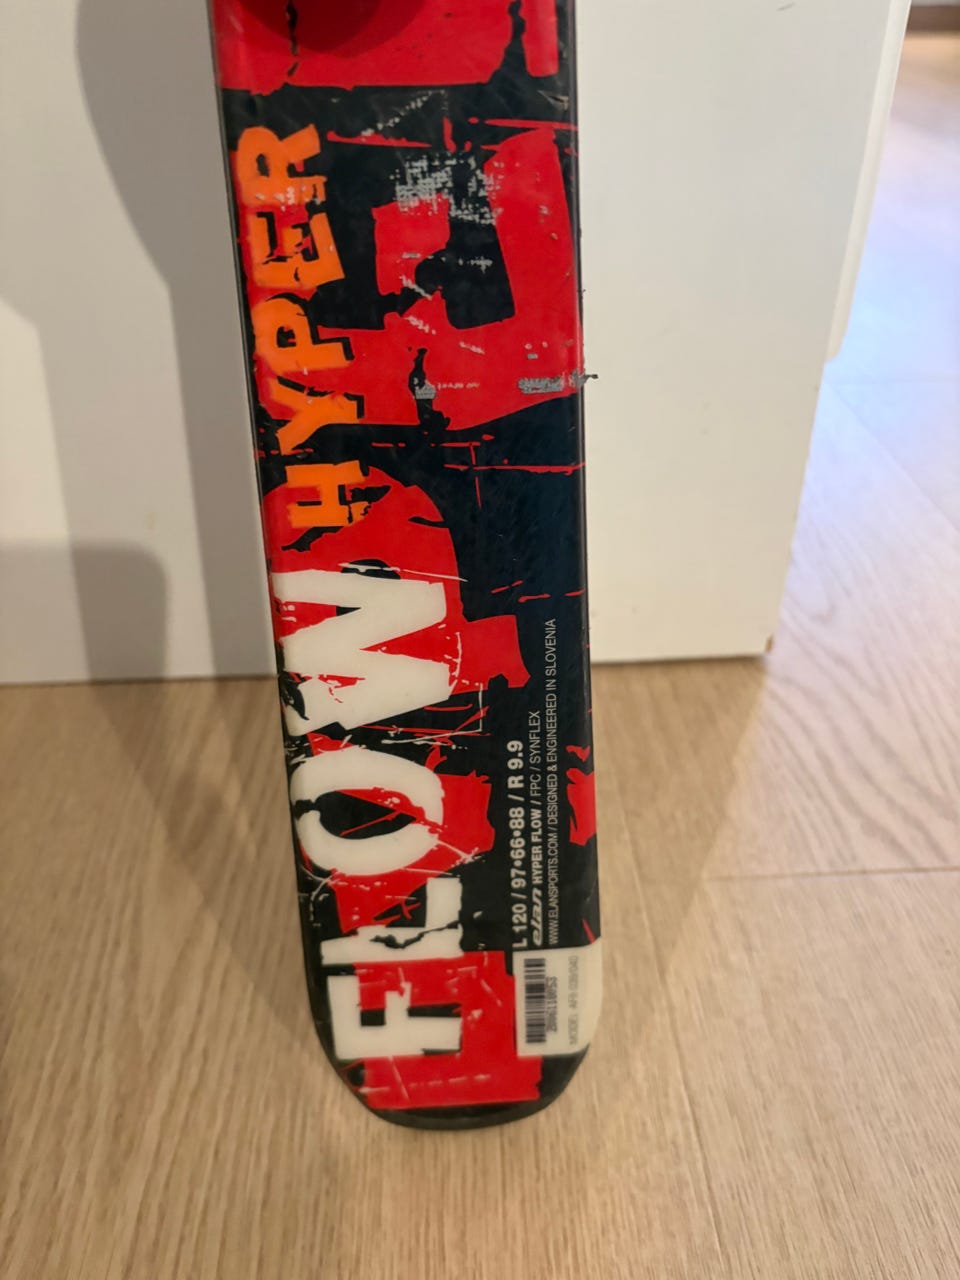 HYPER
FLOW
L 120 / 97•66•88 / R 9.9
elan HYPER FLOW / FPC / SYNFLEX
WWW.ELANSPORTS.COM / DESIGNED & ENGINEERED IN SLOVENIA
MODEL: